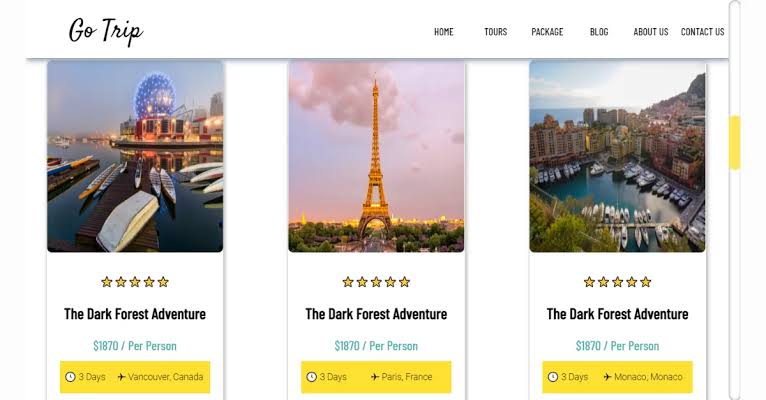 Go Trip
HOME TOURS PACKAGE BLOG ABOUT US CONTACT US
The Dark Forest Adventure
$1870 / Per Person
3 Days Vancouver, Canada
The Dark Forest Adventure
$1870 / Per Person
3 Days Paris, France
The Dark Forest Adventure
$1870 / Per Person
3 Days Monaco, Monaco